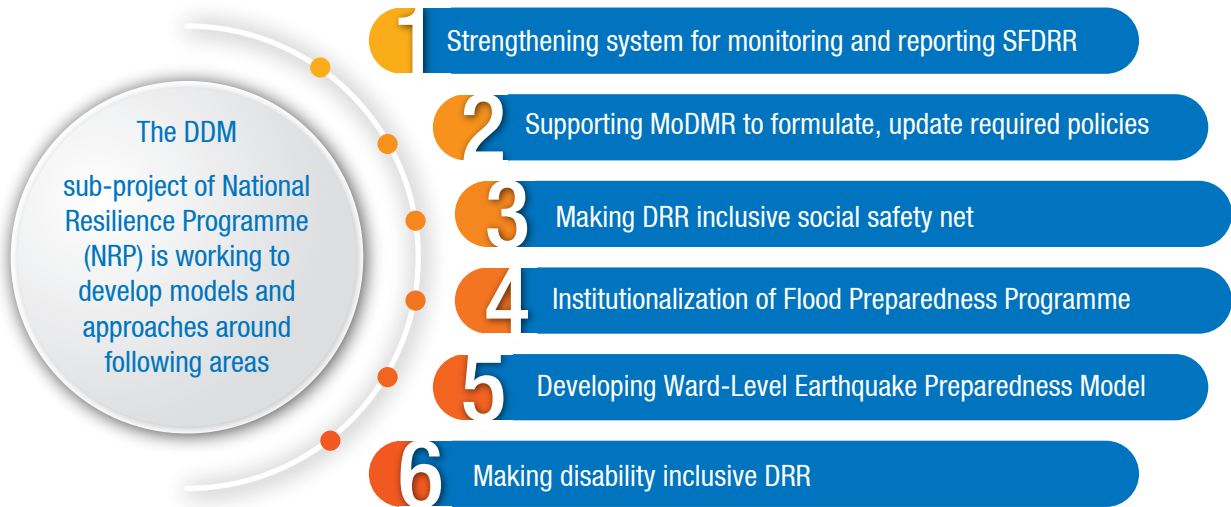 The DDM
sub-project of National
Resilience Programme
(NRP) is working to
develop models and
approaches around
following areas
1 Strengthening system for monitoring and reporting SFDRR
2 Supporting MoDMR to formulate, update required policies
3 Making DRR inclusive social safety net
4 Institutionalization of Flood Preparedness Programme
5 Developing Ward-Level Earthquake Preparedness Model
6 Making disability inclusive DRR